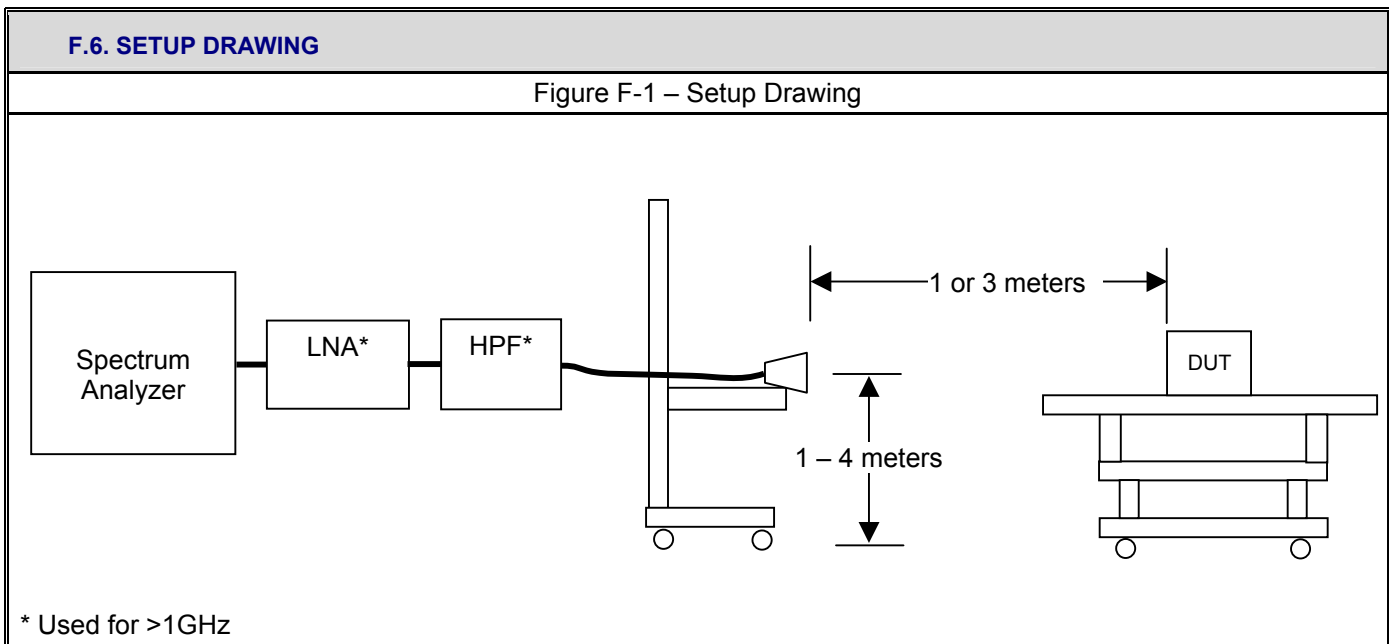 F.6. SETUP DRAWING
Figure F-1 – Setup Drawing
1 or 3 meters
Spectrum
Analyzer
LNA*
HPF*
DUT
1 – 4 meters
* Used for >1GHz